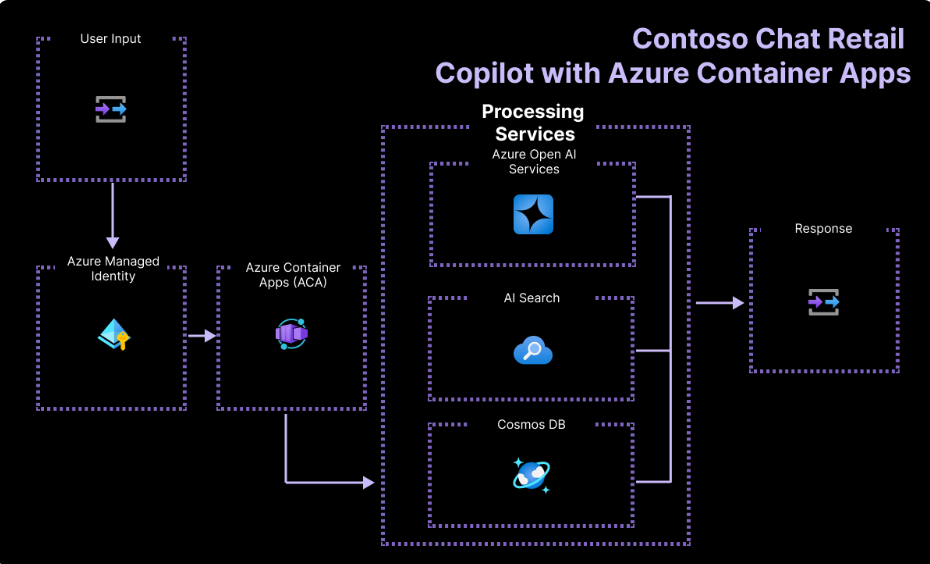 Contoso Chat Retail
Copilot with Azure Container Apps
User Input
Azure Managed
Identity
Azure Container
Apps (ACA)
Processing
Services
Azure Open AI
Services
AI Search
Cosmos DB
Response